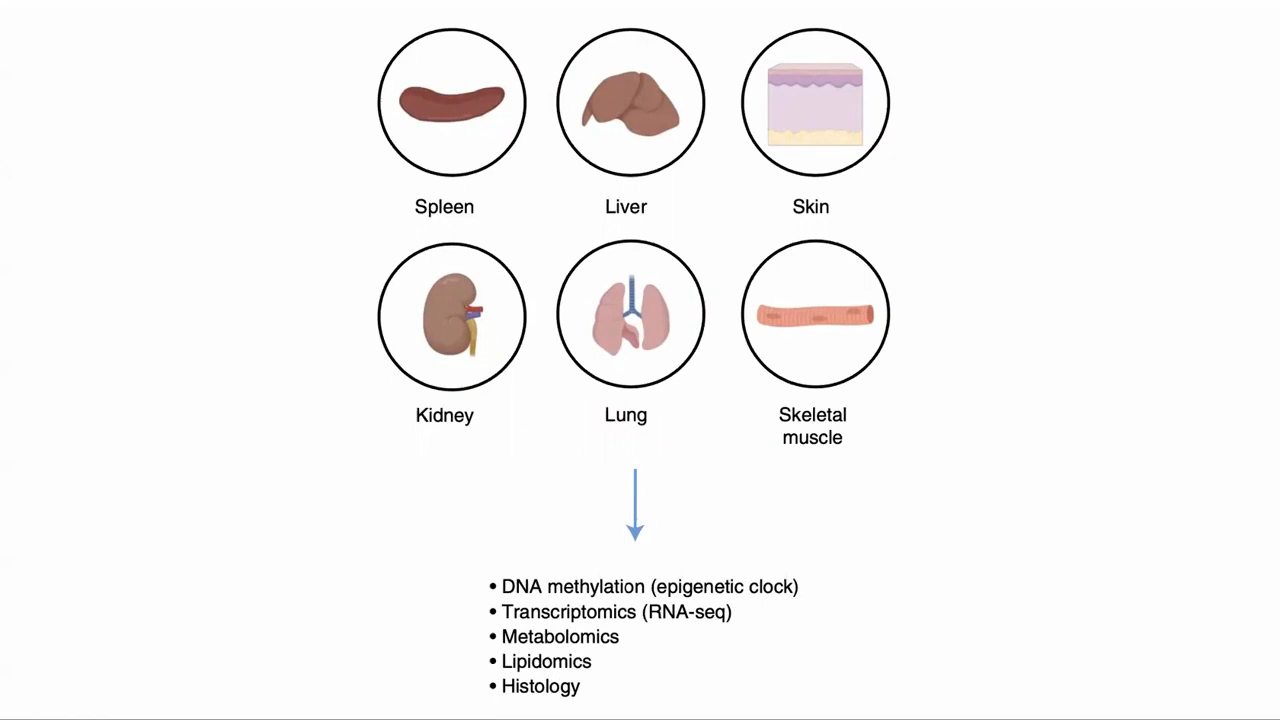 Spleen
Liver
Skin
Kidney
Lung
Skeletal
muscle
• DNA methylation (epigenetic clock)
• Transcriptomics (RNA-seq)
• Metabolomics
• Lipidomics
• Histology